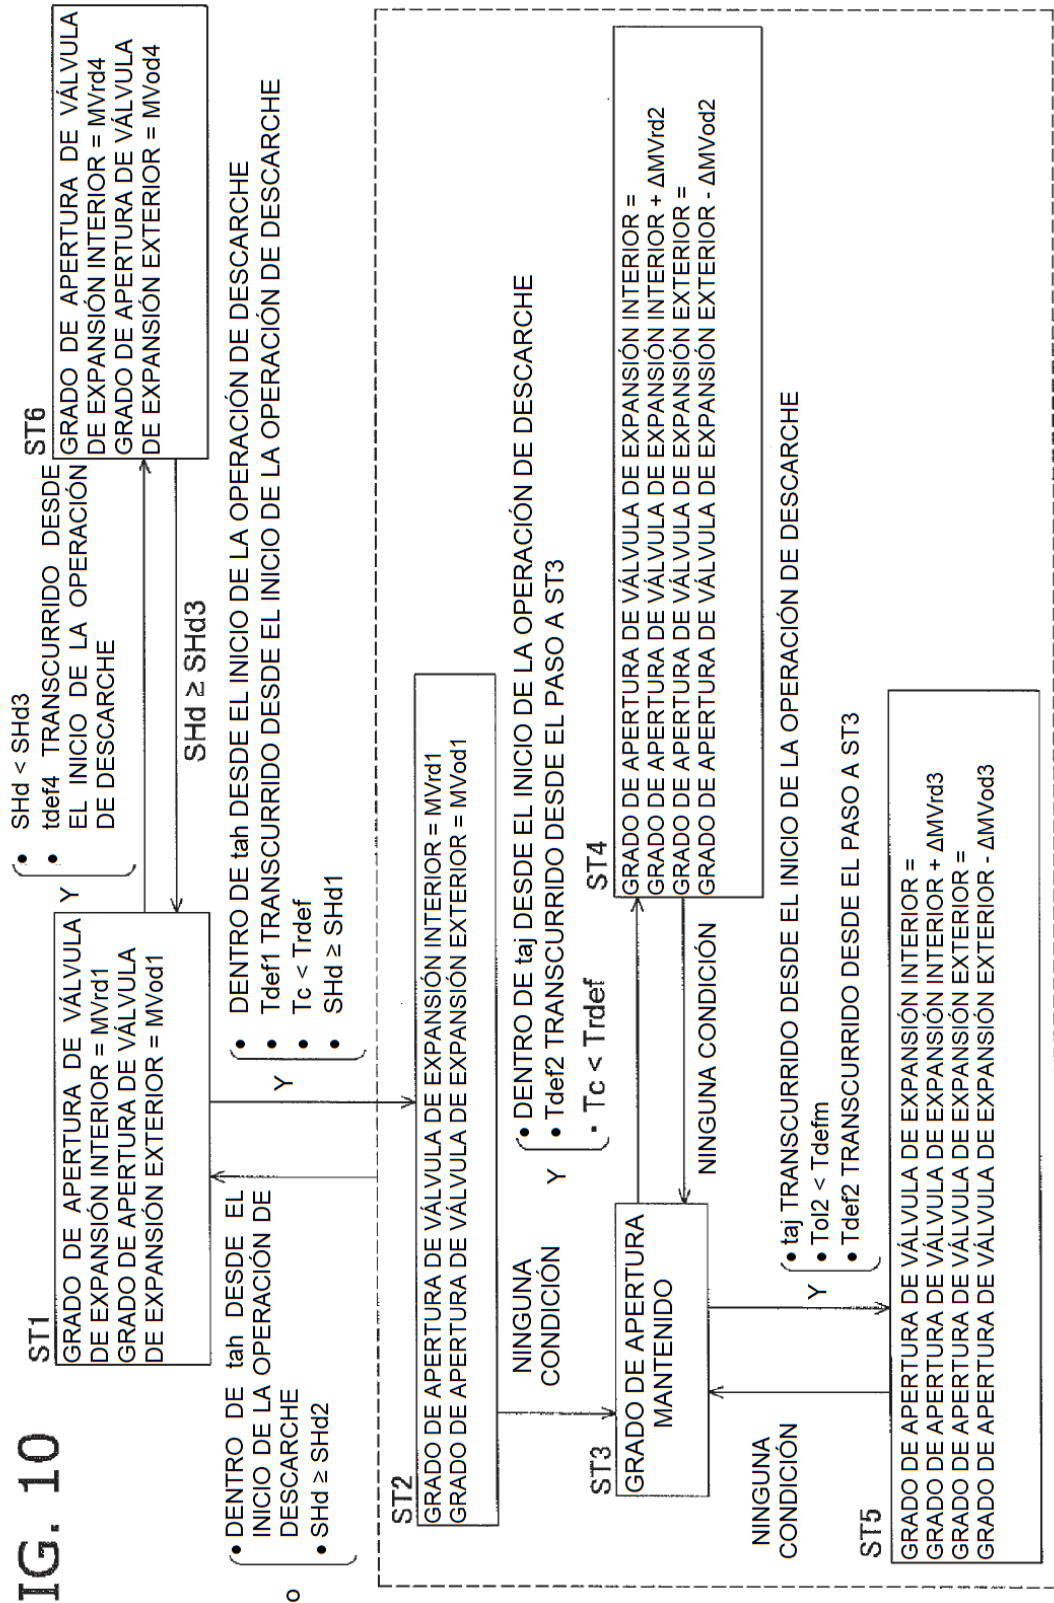 IG. 10
ST1
GRADO DE APERTURA DE VÁLVULA
DE EXPANSIÓN INTERIOR = MVrd1
GRADO DE APERTURA DE VÁLVULA
DE EXPANSIÓN EXTERIOR = MVod1
Y
• SHd < SHd3
• tdef4 TRANSCURRIDO DESDE
EL INICIO DE LA OPERACIÓN
DE DESCARCHE
ST6
GRADO DE APERTURA DE VÁLVULA
DE EXPANSIÓN INTERIOR = MVrd4
GRADO DE APERTURA DE VÁLVULA
DE EXPANSIÓN EXTERIOR = MVod4
SHd ≥ SHd3
o
• DENTRO DE tah DESDE EL
INICIO DE LA OPERACIÓN DE
DESCARCHE
• SHd ≥ SHd2
Y
• DENTRO DE tah DESDE EL INICIO DE LA OPERACIÓN DE DESCARCHE
• Tdef1 TRANSCURRIDO DESDE EL INICIO DE LA OPERACIÓN DE DESCARCHE
• Tc < Trdef
• SHd ≥ SHd1
ST2
GRADO DE APERTURA DE VÁLVULA DE EXPANSIÓN INTERIOR = MVrd1
GRADO DE APERTURA DE VÁLVULA DE EXPANSIÓN EXTERIOR = MVod1
NINGUNA
CONDICIÓN
Y
• DENTRO DE taj DESDE EL INICIO DE LA OPERACIÓN DE DESCARCHE
• Tdef2 TRANSCURRIDO DESDE EL PASO A ST3
• Tc < Trdef
ST3
GRADO DE APERTURA
MANTENIDO
ST4
GRADO DE APERTURA DE VÁLVULA DE EXPANSIÓN INTERIOR =
GRADO DE APERTURA DE VÁLVULA DE EXPANSIÓN INTERIOR + ΔMVrd2
GRADO DE APERTURA DE VÁLVULA DE EXPANSIÓN EXTERIOR =
GRADO DE APERTURA DE VÁLVULA DE EXPANSIÓN EXTERIOR - ΔMVod2
NINGUNA CONDICIÓN
NINGUNA
CONDICIÓN
Y
• taj TRANSCURRIDO DESDE EL INICIO DE LA OPERACIÓN DE DESCARCHE
• Tol2 < Tdefm
• Tdef2 TRANSCURRIDO DESDE EL PASO A ST3
ST5
GRADO DE APERTURA DE VÁLVULA DE EXPANSIÓN INTERIOR =
GRADO DE APERTURA DE VÁLVULA DE EXPANSIÓN INTERIOR + ΔMVrd3
GRADO DE APERTURA DE VÁLVULA DE EXPANSIÓN EXTERIOR =
GRADO DE APERTURA DE VÁLVULA DE EXPANSIÓN EXTERIOR - ΔMVod3